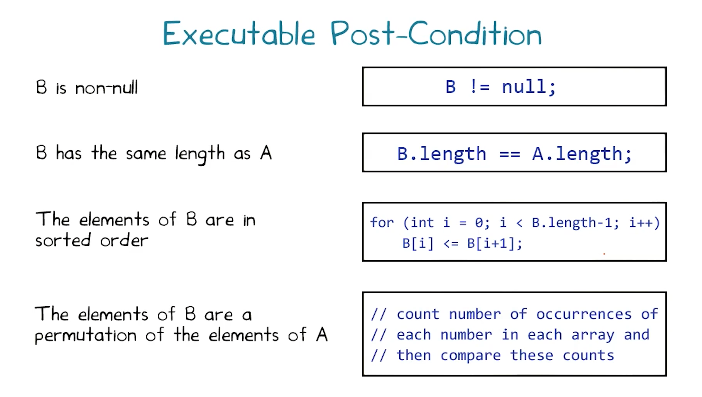 Executable Post-Condition
B is non-null
B != null;
B has the same length as A
B.length == A.length;
The elements of B are in
sorted order
for (int i = 0; i < B.length-1; i++)
    B[i] <= B[i+1];
The elements of B are a
permutation of the elements of A
// count number of occurrences of
// each number in each array and
// then compare these counts